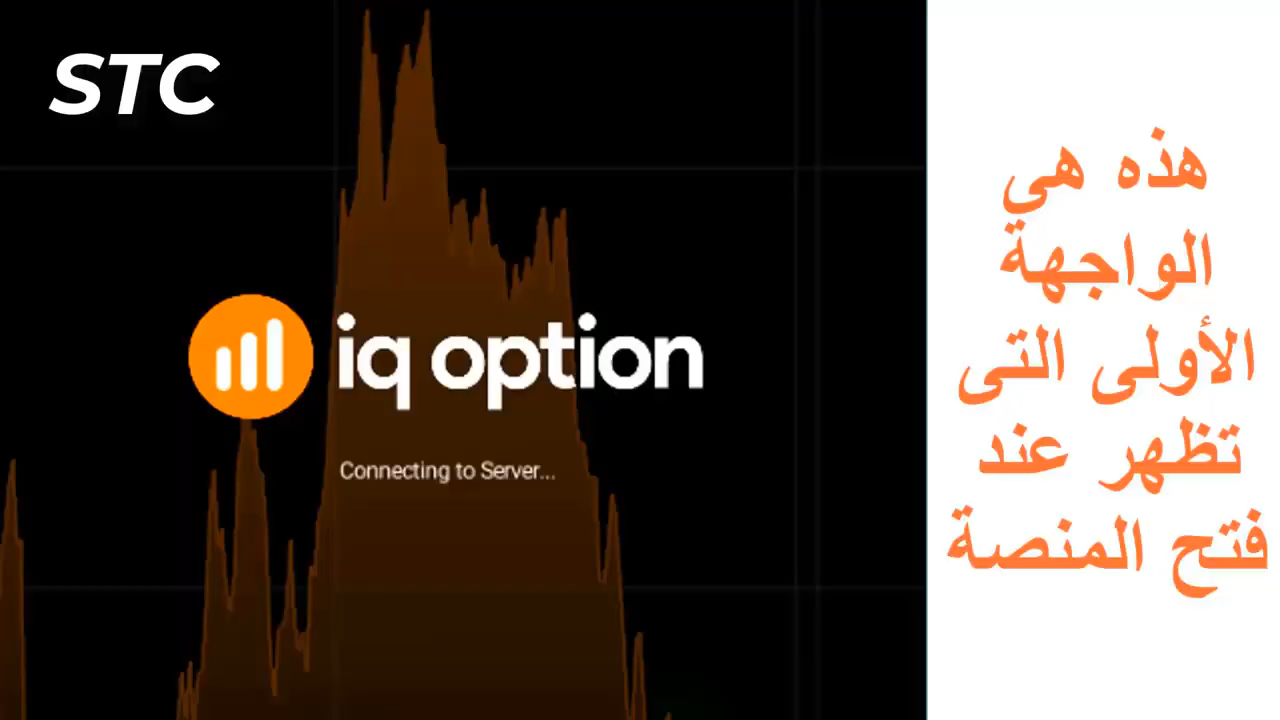 STC
iq option
Connecting to Server...
هذه هي
الواجهة
الأولى التى
تظهر عند
فتح المنصة